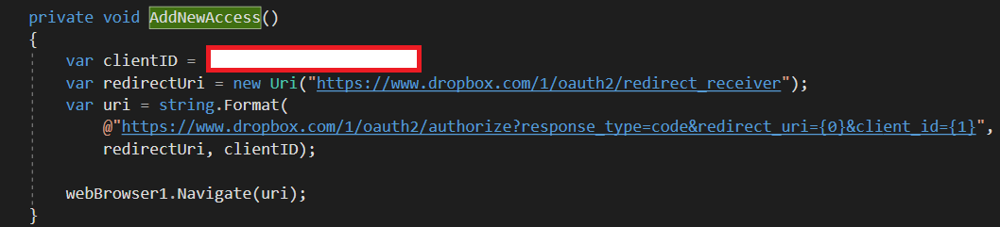 private void AddNewAccess()
{
var clientID =
var redirectUri = new Uri("https://www.dropbox.com/1/oauth2/redirect_receiver");
var uri = string.Format(
@"https://www.dropbox.com/1/oauth2/authorize?response_type=code&redirect_uri={0}&client_id={1}",
redirectUri, clientID);
webBrowser1.Navigate(uri);
}